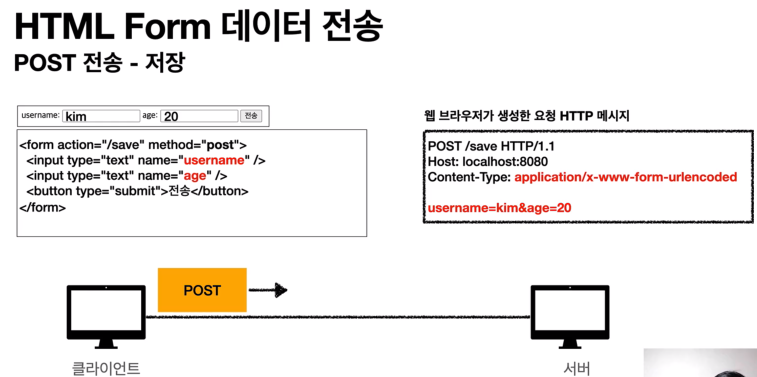 HTML Form 데이터 전송
POST 전송 - 저장
username: kim age: 20 전송
<form action="/save" method="post">
<input type="text" name="username" />
<input type="text" name="age" />
<button type="submit">전송</button>
</form>
웹 브라우저가 생성한 요청 HTTP 메시지
POST /save HTTP/1.1
Host: localhost:8080
Content-Type: application/x-www-form-urlencoded
username=kim&age=20
POST
클라이언트
서버